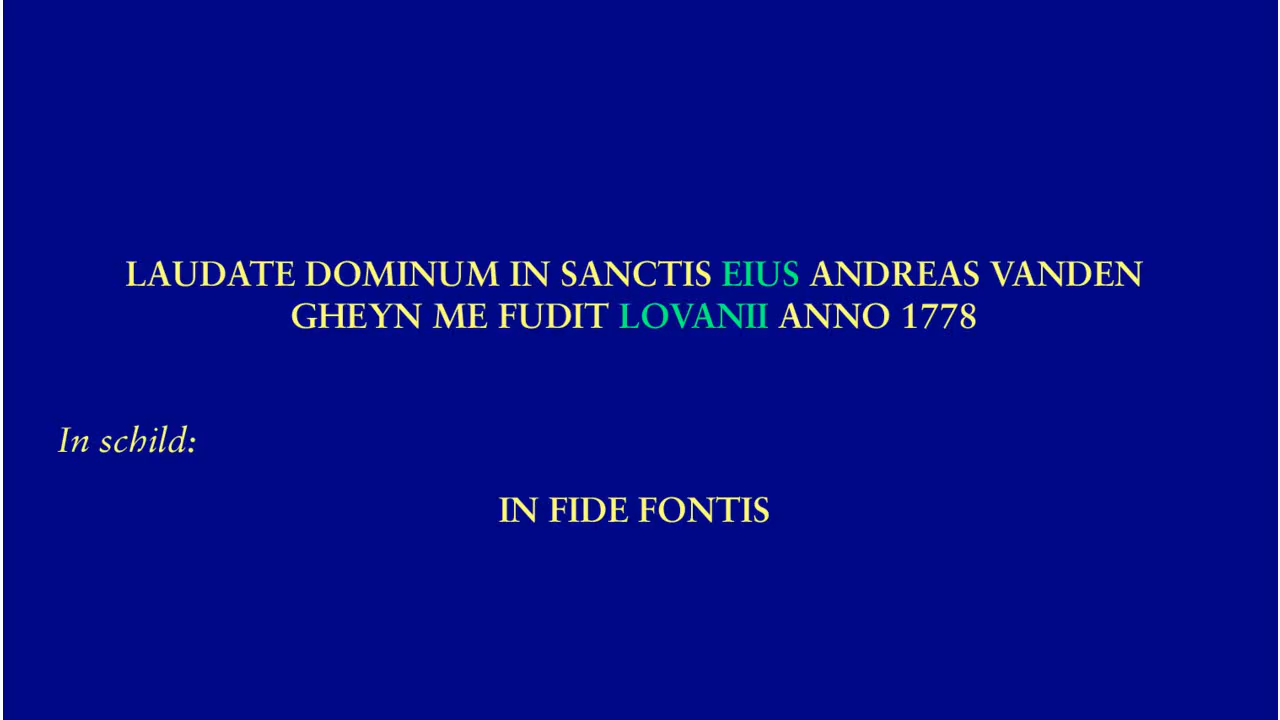 LAUDATE DOMINUM IN SANCTIS EIUS ANDREAS VANDEN
GHEYN ME FUDIT LOVANII ANNO 1778
In schild:
IN FIDE FONTIS